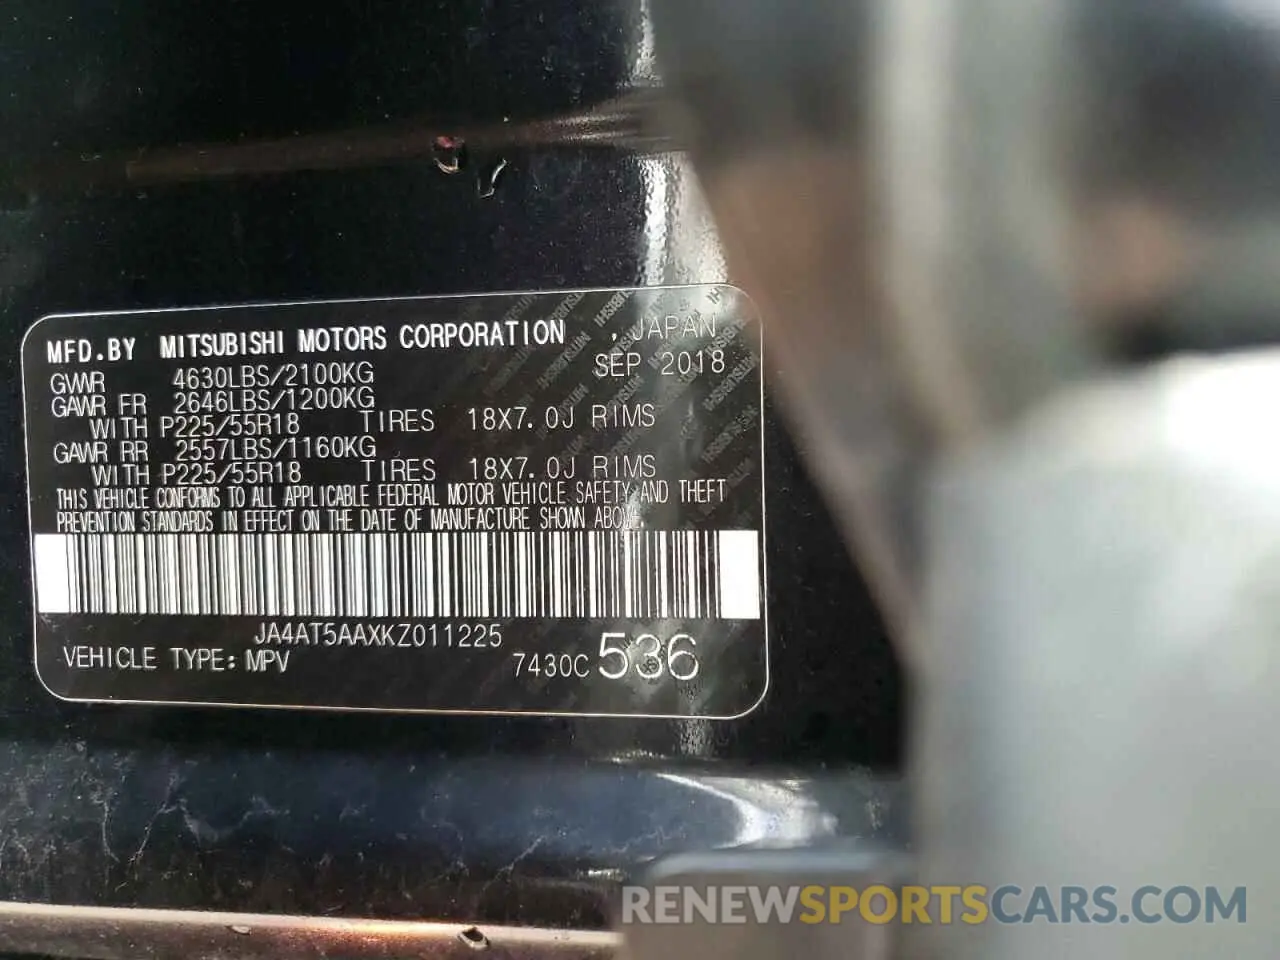 MFD.BY MITSUBISHI MOTORS CORPORATION , JAPAN
SEP 2018
GVWR 4630LBS/2100KG
GAWR FR 2646LBS/1200KG
WITH P225/55R18 TIRES 18X7.0J RIMS
GAWR RR 2557LBS/1160KG
WITH P225/55R18 TIRES 18X7.0J RIMS
THIS VEHICLE CONFORMS TO ALL APPLICABLE FEDERAL MOTOR VEHICLE SAFETY AND THEFT
PREVENTION STANDARDS IN EFFECT ON THE DATE OF MANUFACTURE SHOWN ABOVE.
JA4AT5AAXKZ011225
VEHICLE TYPE: MPV 7430C 536
RENEWSPORTSCARS.COM